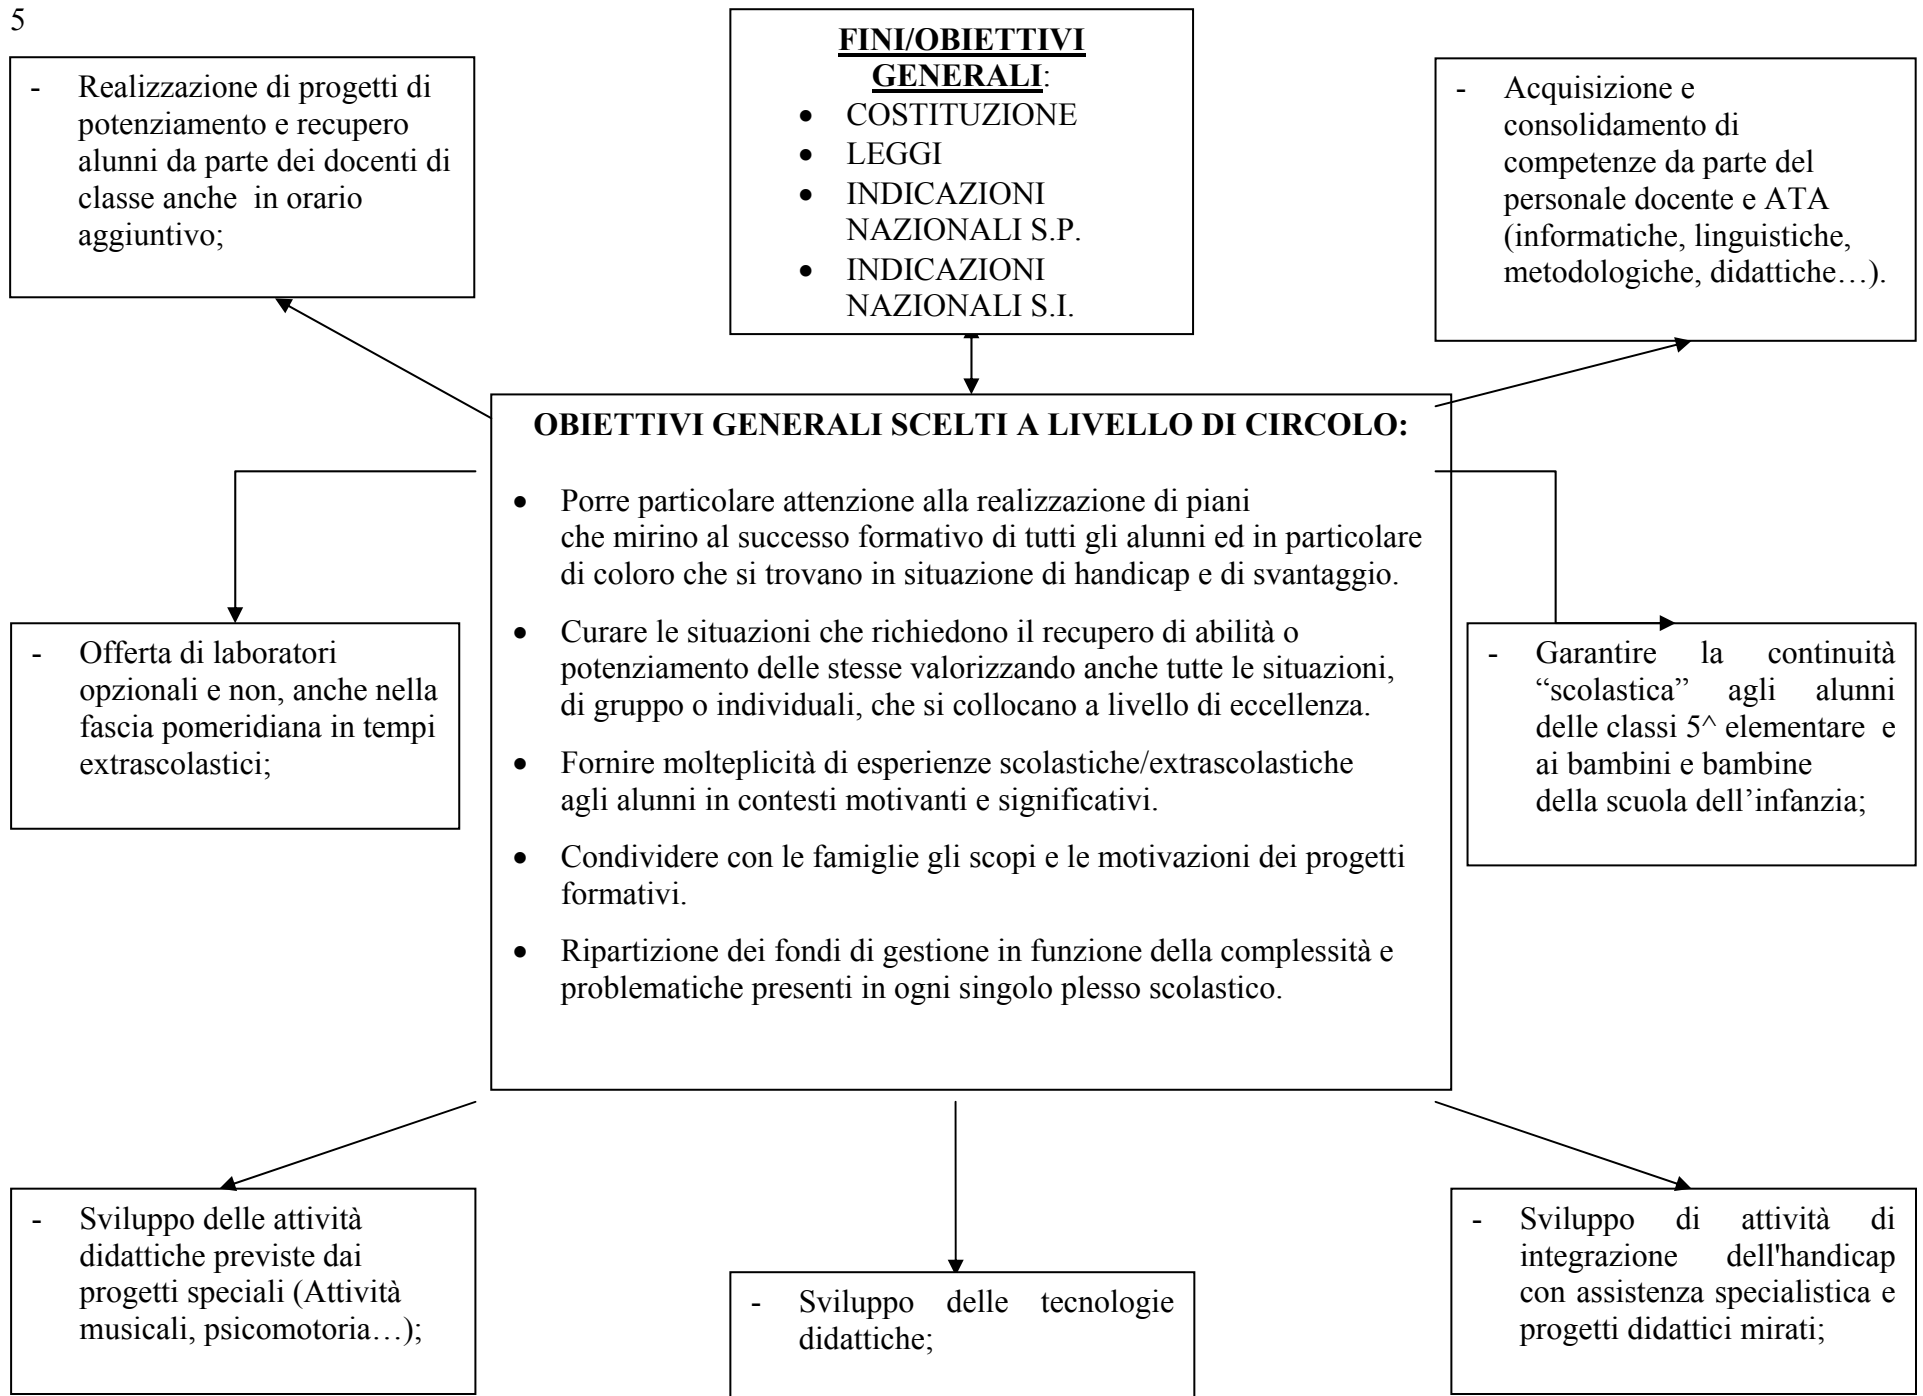 5
FINI/OBIETTIVI
GENERALI:
• COSTITUZIONE
• LEGGI
• INDICAZIONI
NAZIONALI S.P.
• INDICAZIONI
NAZIONALI S.I.
- Realizzazione di progetti di
potenziamento e recupero
alunni da parte dei docenti di
classe anche in orario
aggiuntivo;
- Acquisizione e
consolidamento di
competenze da parte del
personale docente e ATA
(informatiche, linguistiche,
metodologiche, didattiche…).
OBIETTIVI GENERALI SCELTI A LIVELLO DI CIRCOLO:
• Porre particolare attenzione alla realizzazione di piani
che mirino al successo formativo di tutti gli alunni ed in particolare
di coloro che si trovano in situazione di handicap e di svantaggio.
• Curare le situazioni che richiedono il recupero di abilità o
potenziamento delle stesse valorizzando anche tutte le situazioni,
di gruppo o individuali, che si collocano a livello di eccellenza.
• Fornire molteplicità di esperienze scolastiche/extrascolastiche
agli alunni in contesti motivanti e significativi.
• Condividere con le famiglie gli scopi e le motivazioni dei progetti
formativi.
• Ripartizione dei fondi di gestione in funzione della complessità e
problematiche presenti in ogni singolo plesso scolastico.
- Offerta di laboratori
opzionali e non, anche nella
fascia pomeridiana in tempi
extrascolastici;
- Garantire la continuità
“scolastica” agli alunni
delle classi 5^ elementare e
ai bambini e bambine
della scuola dell’infanzia;
- Sviluppo delle attività
didattiche previste dai
progetti speciali (Attività
musicali, psicomotoria…);
- Sviluppo delle tecnologie
didattiche;
- Sviluppo di attività di
integrazione dell'handicap
con assistenza specialistica e
progetti didattici mirati;